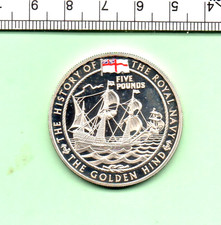 THE HISTORY OF THE ROYAL NAVY
FIVE
POUNDS
THE GOLDEN HIND